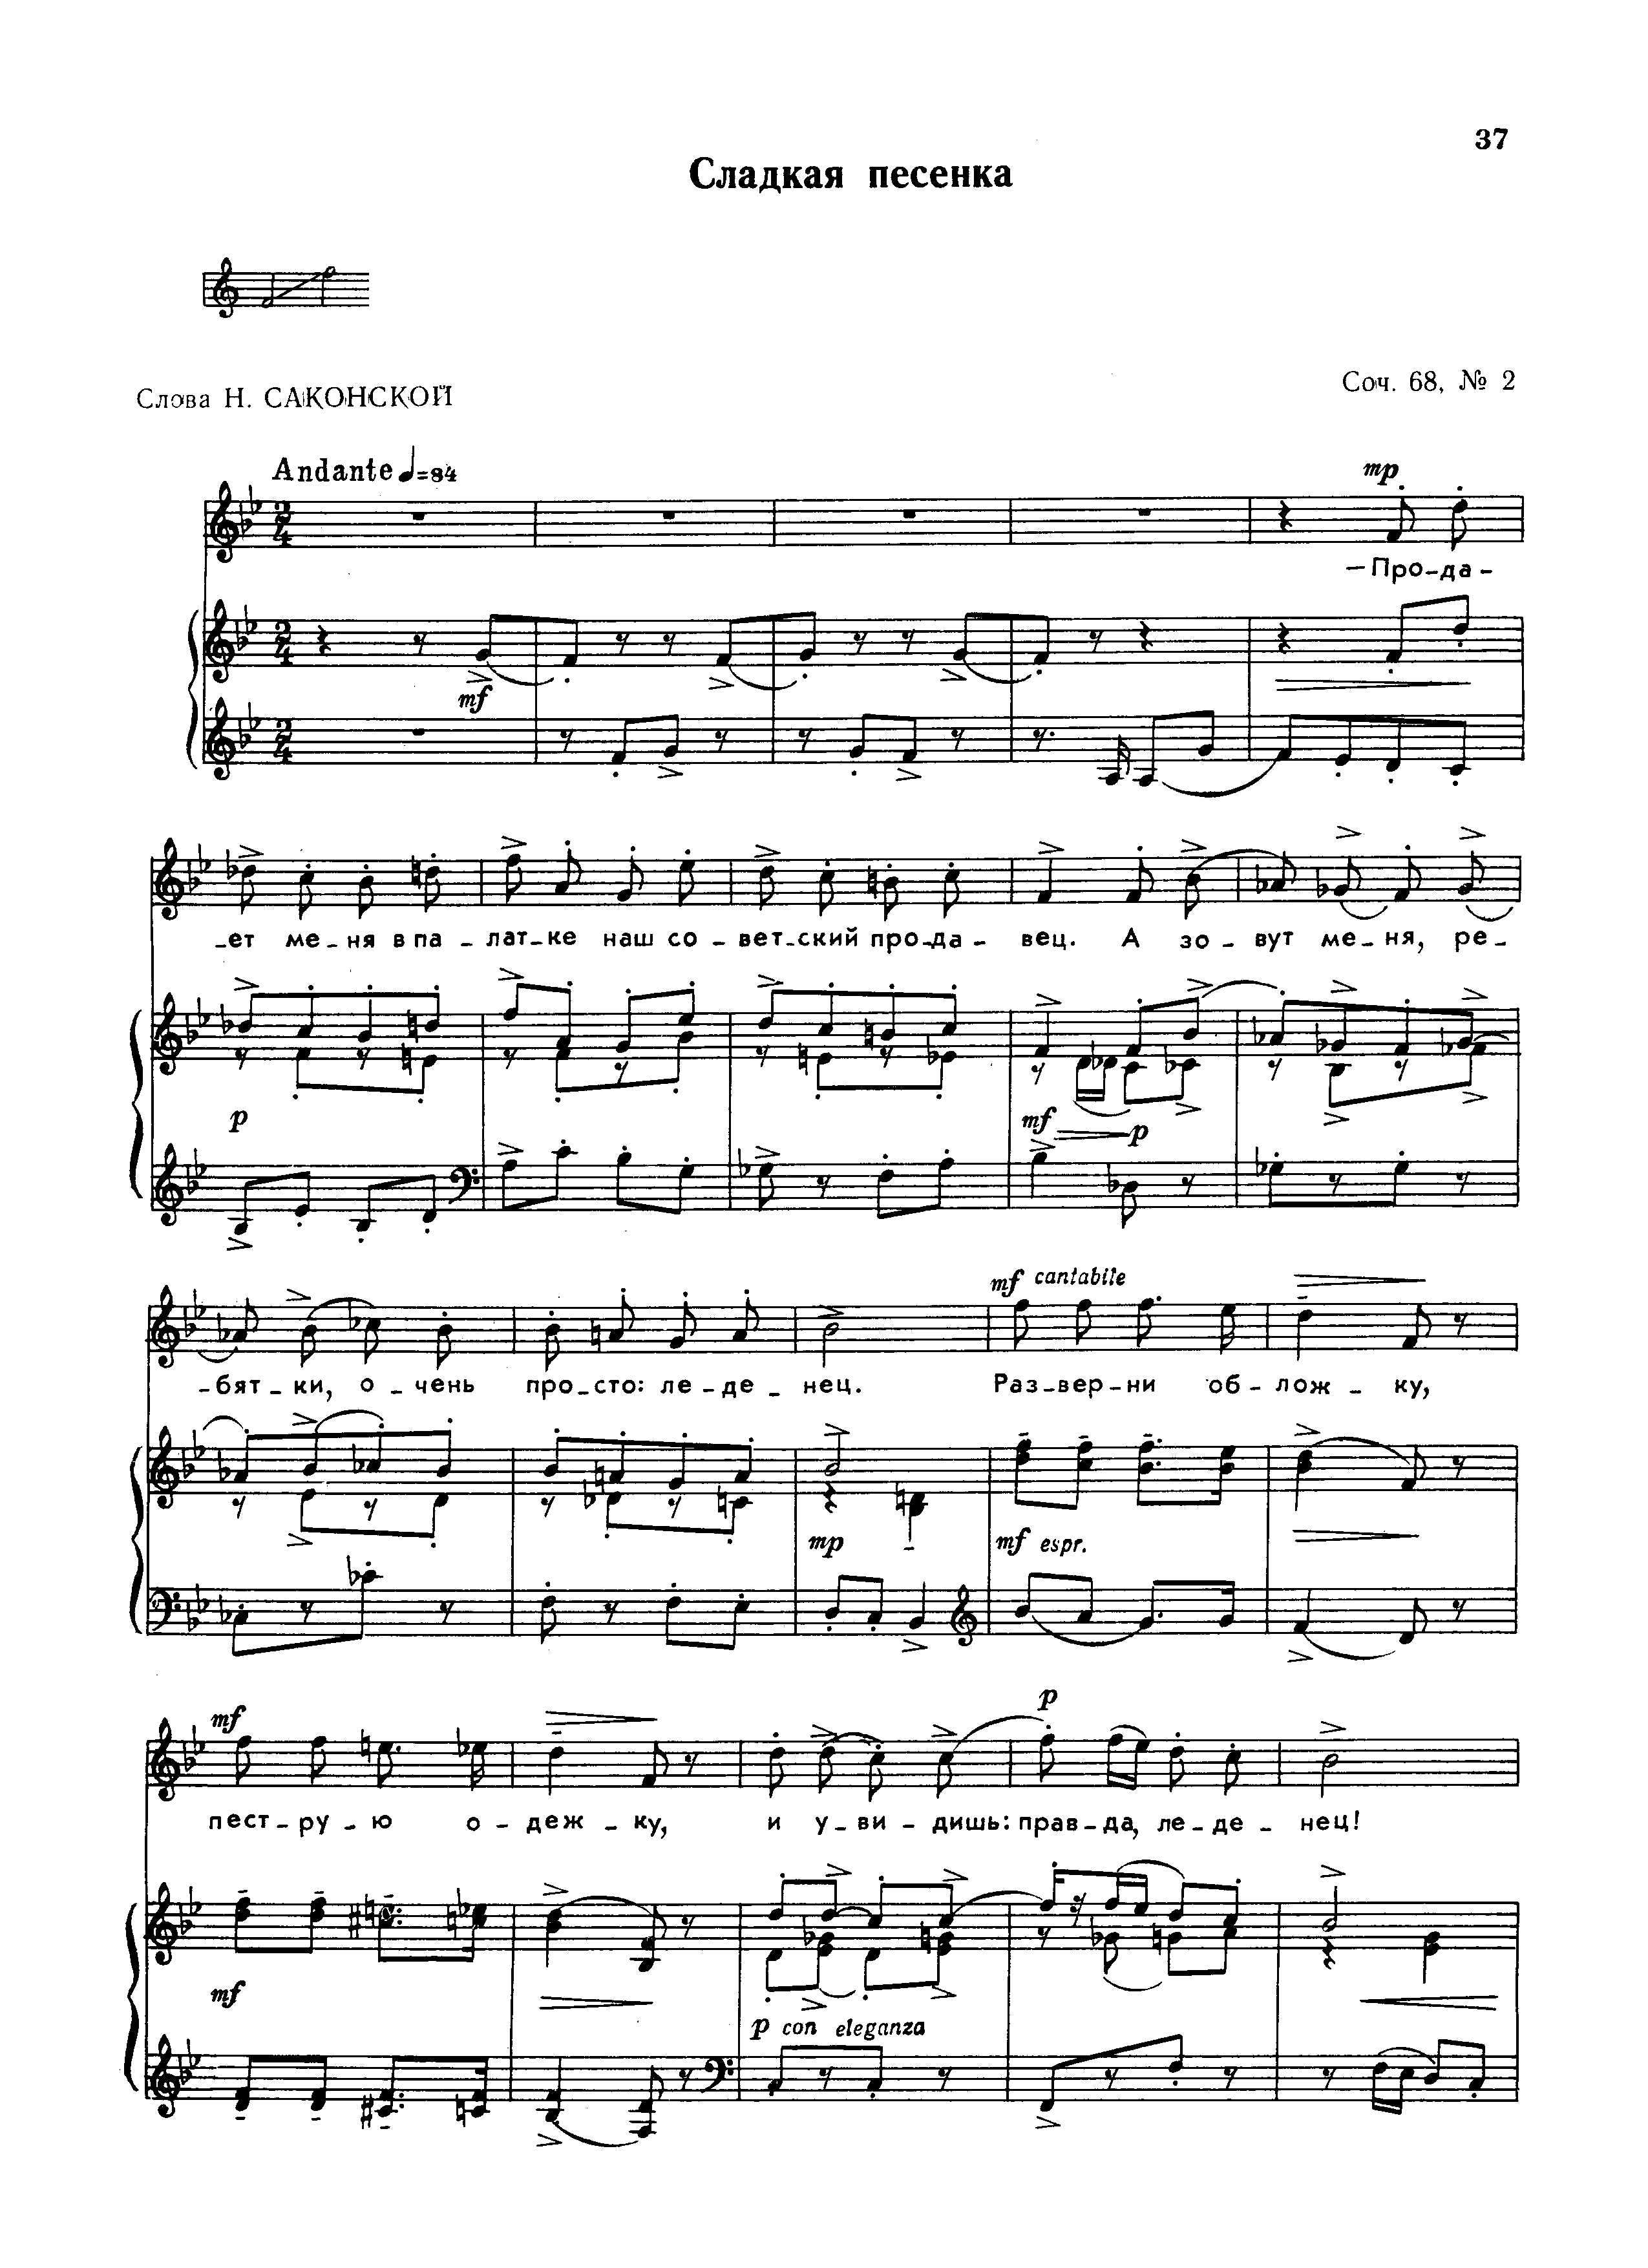 37
Сладкая песенка
Соч. 68, № 2
Слова Н. САКОНСКОЙ
Andante ♩=84
mp
—Про-да-
mf
-ет ме-ня в па-лат-ке наш со-вет-ский про-да-вец. А зо-вут ме-ня, ре-
p mf p
mf cantabile
-бят-ки, о-чень про-сто: ле-де-нец. Раз-вер-ни об-лож-ку,
mp mf espr.
mf p
пест-ру-ю о-деж-ку, и у-ви-дишь: прав-да, ле-де-нец!
mf
p con eleganza